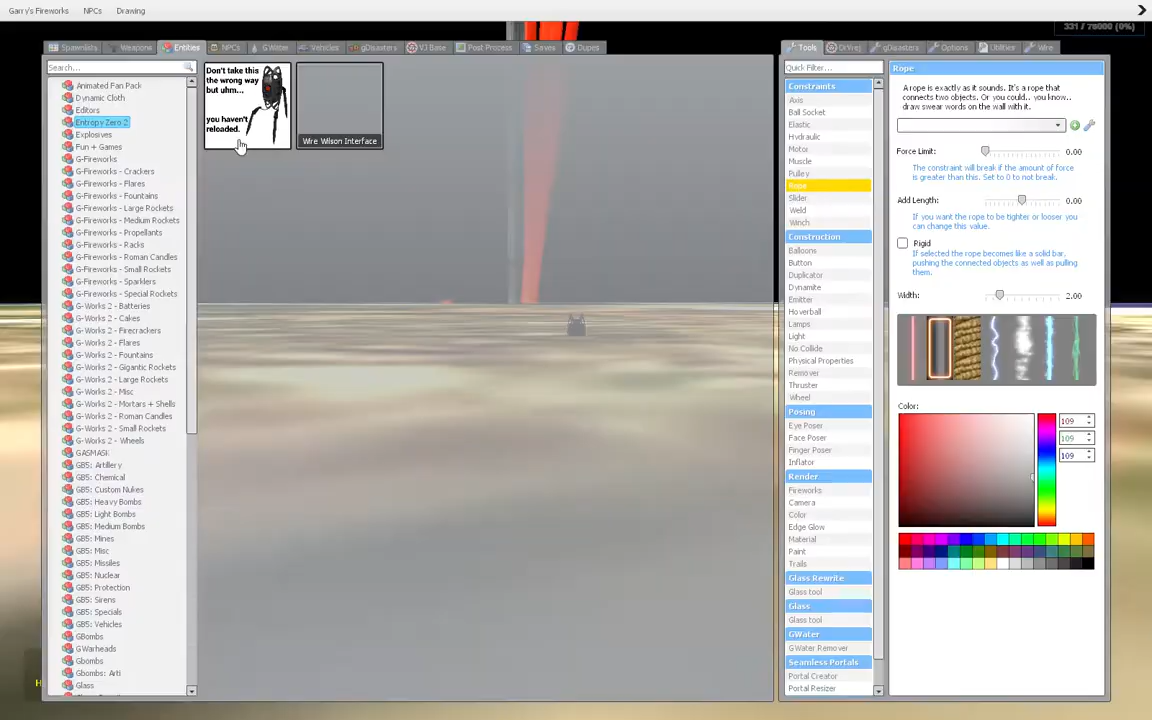 Garry's Fireworks NPCs Drawing
331 / 75000 (0%)
Spawnlists Weapons Entities NPCs GWater Vehicles gDisasters VJ Base Post Process Saves Dupes
Tools gDisasters Options Utilities Wire
Search...
Animated Fan Pack
Dynamic Cloth
Editors
Entropy Zero 2
Explosives
Fun + Games
G-Fireworks
G-Fireworks - Crackers
G-Fireworks - Flares
G-Fireworks - Fountains
G-Fireworks - Large Rockets
G-Fireworks - Medium Rockets
G-Fireworks - Propellants
G-Fireworks - Racks
G-Fireworks - Roman Candles
G-Fireworks - Small Rockets
G-Fireworks - Sparklers
G-Fireworks - Special Rockets
G-Works 2 - Batteries
G-Works 2 - Cakes
G-Works 2 - Firecrackers
G-Works 2 - Flares
G-Works 2 - Fountains
G-Works 2 - Gigantic Rockets
G-Works 2 - Large Rockets
G-Works 2 - Misc
G-Works 2 - Mortars + Shells
G-Works 2 - Roman Candles
G-Works 2 - Small Rockets
G-Works 2 - Wheels
GASMASK
GB5: Artillery
GB5: Chemical
GB5: Custom Nukes
GB5: Heavy Bombs
GB5: Light Bombs
GB5: Medium Bombs
GB5: Mines
GB5: Misc
GB5: Missiles
GB5: Nuclear
GB5: Protection
GB5: Sirens
GB5: Specials
GB5: Vehicles
GBombs
GWarheads
Gbombs
Gbombs: Arti
Glass
Don't take this
the wrong way
but uhm...
you haven't
reloaded.
Wire Wilson Interface
Quick Filter...
Constraints
Axis
Ball Socket
Elastic
Hydraulic
Motor
Muscle
Pulley
Rope
Slider
Weld
Winch
Construction
Balloons
Button
Duplicator
Dynamite
Emitter
Hoverball
Lamps
Light
No Collide
Physical Properties
Remover
Thruster
Wheel
Posing
Eye Poser
Face Poser
Finger Poser
Inflator
Render
Fireworks
Camera
Color
Edge Glow
Material
Paint
Trails
Glass Rewrite
Glass tool
Glass
Glass tool
GWater
GWater Remover
Seamless Portals
Portal Creator
Portal Resizer
Rope
A rope is exactly as it sounds. It's a rope that
connects two objects. Or you could.. you know..
draw swear words on the wall with it.
Force Limit: 0.00
The constraint will break if the amount of force
is greater than this. Set to 0 to not break.
Add Length: 0.00
If you want the rope to be tighter or looser you
can change this value.
Rigid
If selected the rope becomes like a solid bar,
pushing the connected objects as well as pulling
them.
Width: 2.00
Color:
109
109
109